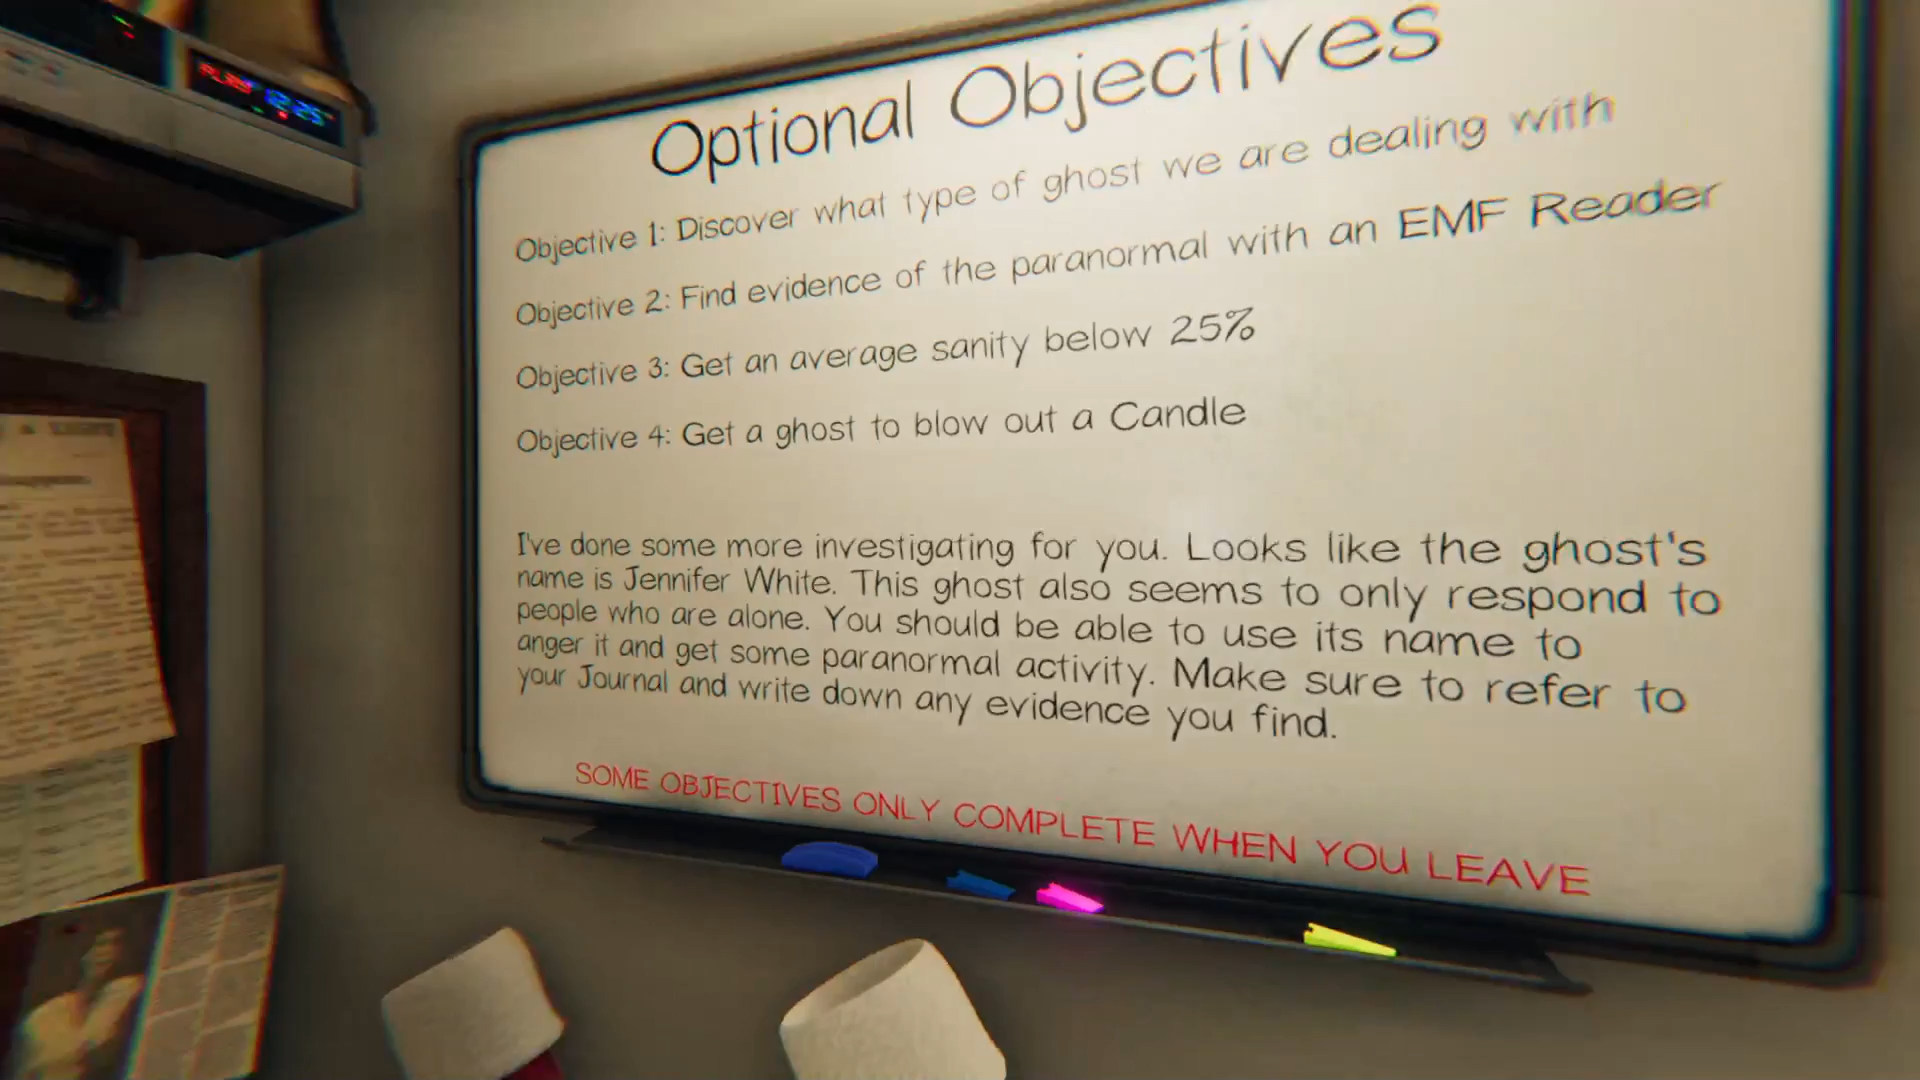 PLAY 12:25
Optional Objectives
Objective 1: Discover what type of ghost we are dealing with
Objective 2: Find evidence of the paranormal with an EMF Reader
Objective 3: Get an average sanity below 25%
Objective 4: Get a ghost to blow out a Candle
I've done some more investigating for you. Looks like the ghost's
name is Jennifer White. This ghost also seems to only respond to
people who are alone. You should be able to use its name to
anger it and get some paranormal activity. Make sure to refer to
your Journal and write down any evidence you find.
SOME OBJECTIVES ONLY COMPLETE WHEN YOU LEAVE